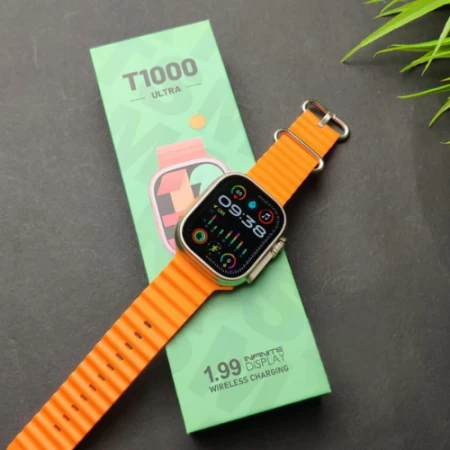 T1000
ULTRA
09:38
1.99 INFINITE
DISPLAY
WIRELESS CHARGING